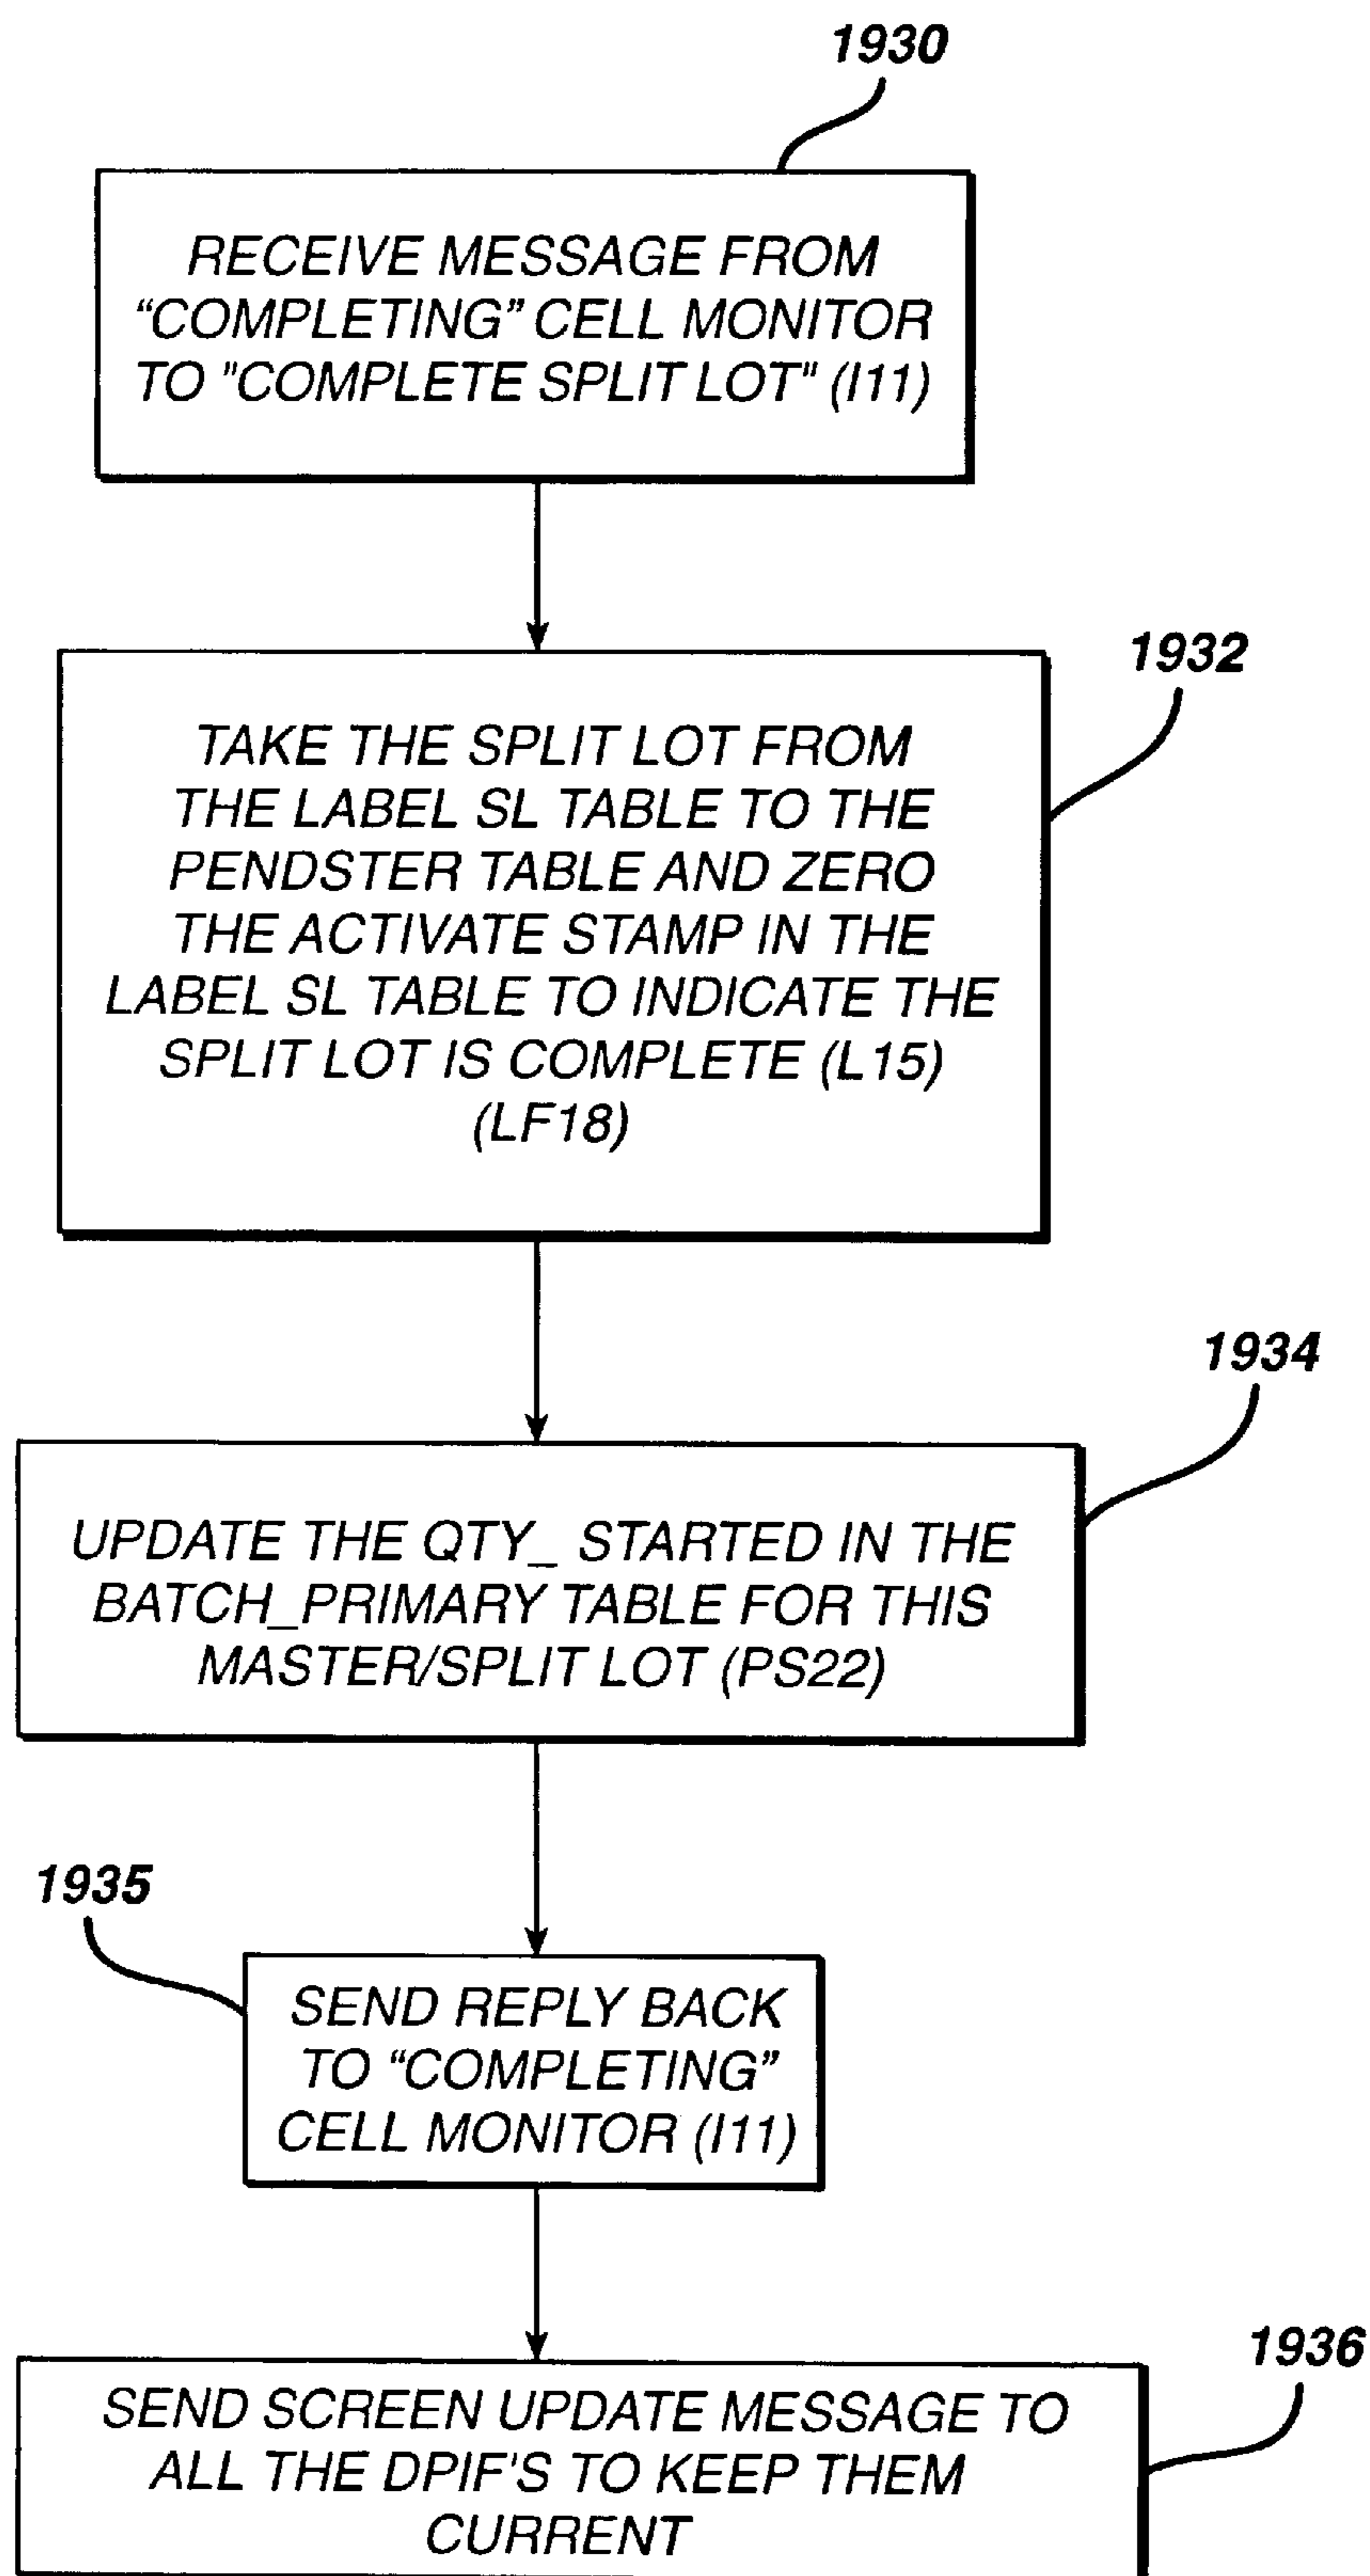 1930
RECEIVE MESSAGE FROM
“COMPLETING” CELL MONITOR
TO "COMPLETE SPLIT LOT" (I11)
1932
TAKE THE SPLIT LOT FROM
THE LABEL SL TABLE TO THE
PENDSTER TABLE AND ZERO
THE ACTIVATE STAMP IN THE
LABEL SL TABLE TO INDICATE THE
SPLIT LOT IS COMPLETE (L15)
(LF18)
1934
UPDATE THE QTY_ STARTED IN THE
BATCH_PRIMARY TABLE FOR THIS
MASTER/SPLIT LOT (PS22)
1935
SEND REPLY BACK
TO “COMPLETING”
CELL MONITOR (I11)
1936
SEND SCREEN UPDATE MESSAGE TO
ALL THE DPIF'S TO KEEP THEM
CURRENT